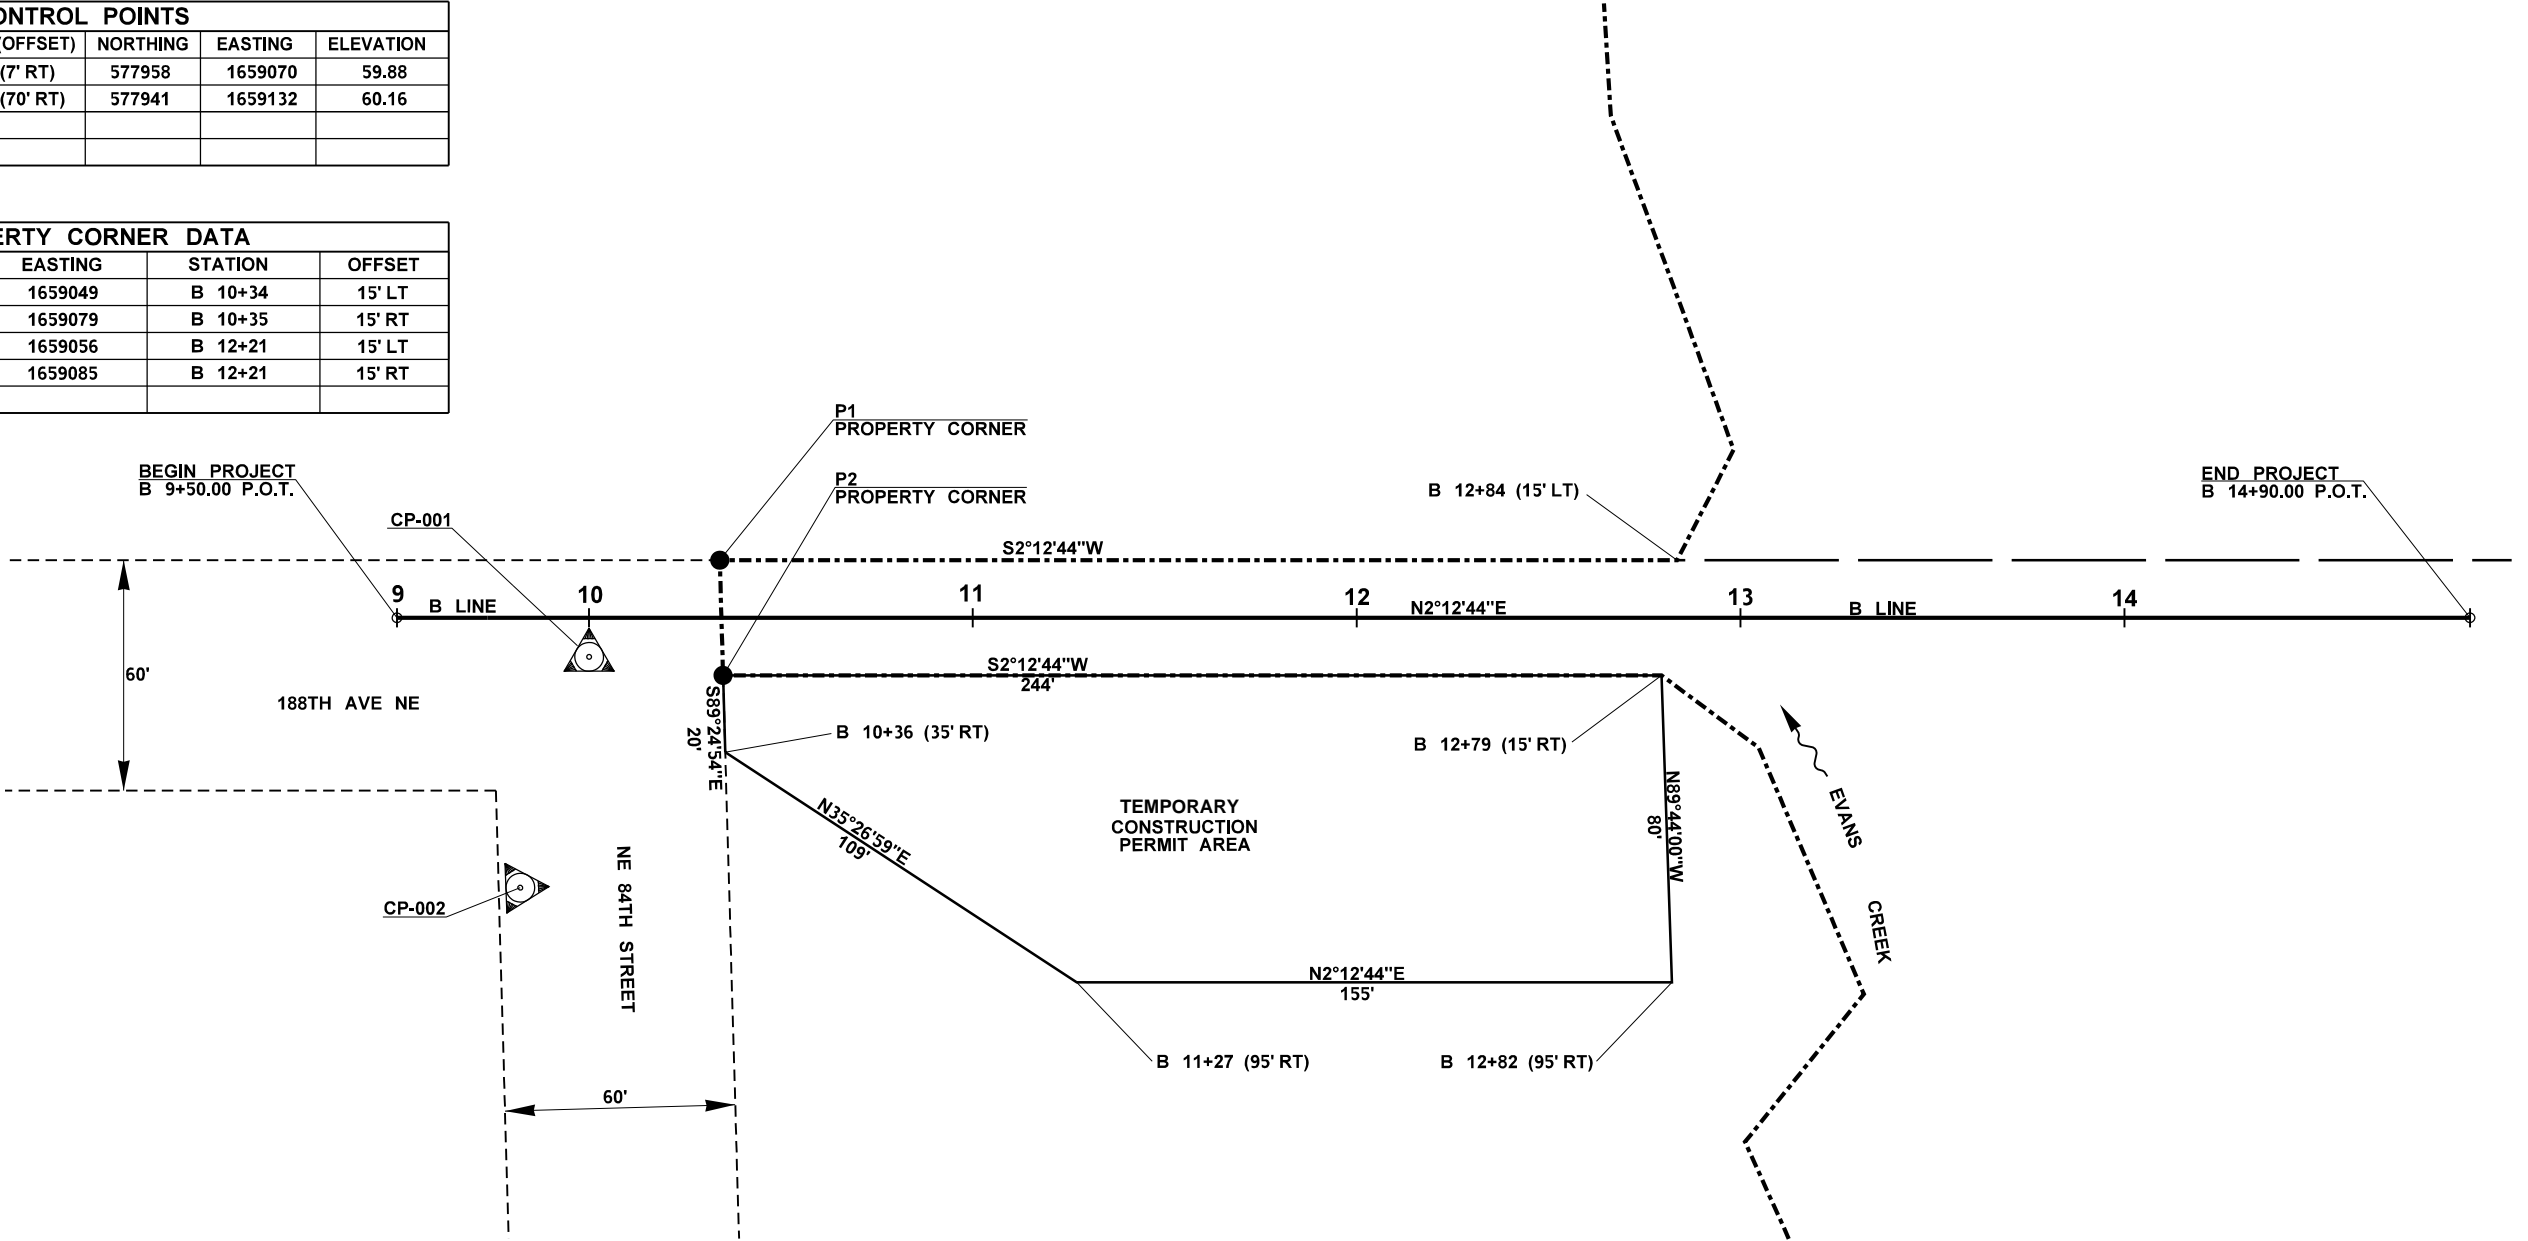 ONTROL POINTS
(OFFSET) NORTHING EASTING ELEVATION
(7' RT) 577958 1659070 59.88
(70' RT) 577941 1659132 60.16
ERTY CORNER DATA
EASTING STATION OFFSET
1659049 B 10+34 15' LT
1659079 B 10+35 15' RT
1659056 B 12+21 15' LT
1659085 B 12+21 15' RT
P1
PROPERTY CORNER
BEGIN PROJECT
B 9+50.00 P.O.T.
P2
PROPERTY CORNER
B 12+84 (15' LT)
END PROJECT
B 14+90.00 P.O.T.
CP-001
S2°12'44"W
9 10 11 12 13 14
B LINE
N2°12'44"E
B LINE
60'
188TH AVE NE
S2°12'44"W
244'
S89°24'54"E
20'
B 10+36 (35' RT)
B 12+79 (15' RT)
N35°26'59"E
109'
TEMPORARY
CONSTRUCTION
PERMIT AREA
N89°44'00"W
80'
EVANS CREEK
NE 84TH STREET
CP-002
N2°12'44"E
155'
B 11+27 (95' RT)
B 12+82 (95' RT)
60'